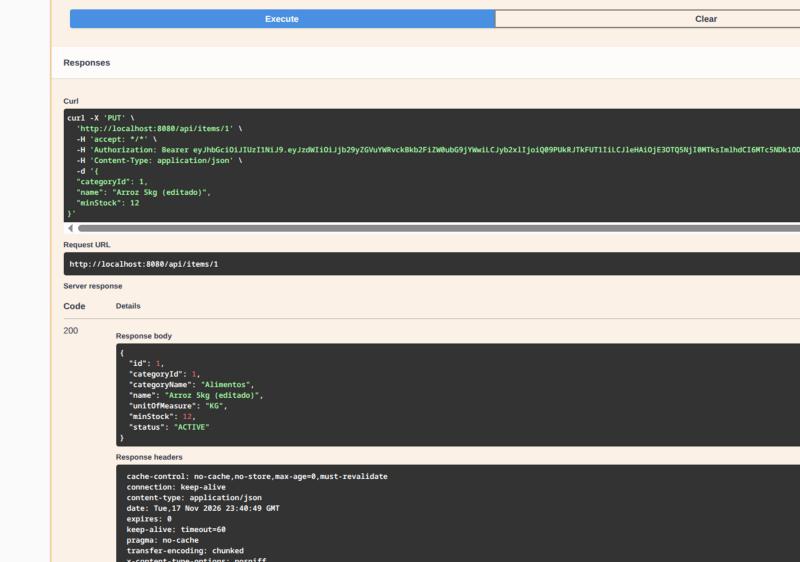 Execute
Clear
Responses
Curl
curl -X 'PUT' \
'http://localhost:8080/api/items/1' \
-H 'accept: */*' \
-H 'Authorization: Bearer
-H 'Content-Type: application/json' \
-d '{
"categoryId": 1,
"name": "Arroz 5kg (editado)",
"minStock": 12
}'
Request URL
http://localhost:8080/api/items/1
Server response
Code
Details
200
Response body
{
"id": 1,
"categoryId": 1,
"categoryName": "Alimentos",
"name": "Arroz 5kg (editado)",
"unitOfMeasure": "KG",
"minStock": 12,
"status": "ACTIVE"
}
Response headers
cache-control: no-cache,no-store,max-age=0,must-revalidate
connection: keep-alive
content-type: application/json
date: Tue,17 Nov 2026 23:40:49 GMT
expires: 0
keep-alive: timeout=60
pragma: no-cache
transfer-encoding: chunked
x-content-type-options: nosniff